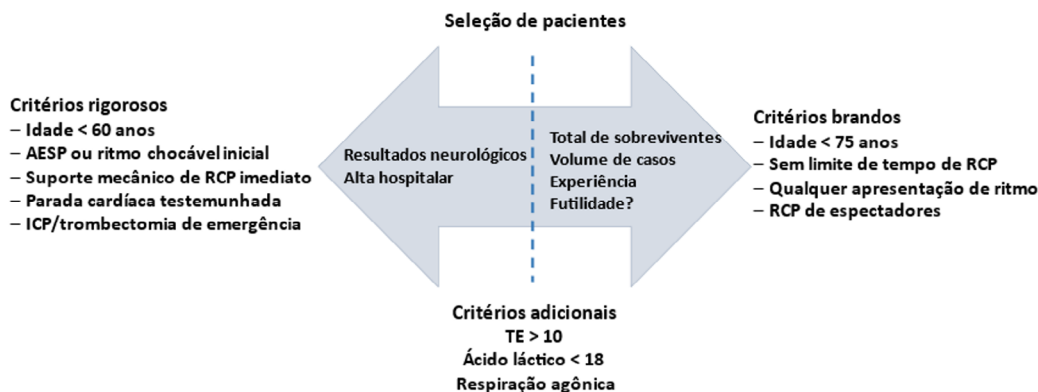 Seleção de pacientes
Critérios rigorosos
– Idade < 60 anos
– AESP ou ritmo chocável inicial
– Suporte mecânico de RCP imediato
– Parada cardíaca testemunhada
– ICP/trombectomia de emergência
Resultados neurológicos
Alta hospitalar
Total de sobreviventes
Volume de casos
Experiência
Futilidade?
Critérios brandos
– Idade < 75 anos
– Sem limite de tempo de RCP
– Qualquer apresentação de ritmo
– RCP de espectadores
Critérios adicionais
TE > 10
Ácido láctico < 18
Respiração agônica